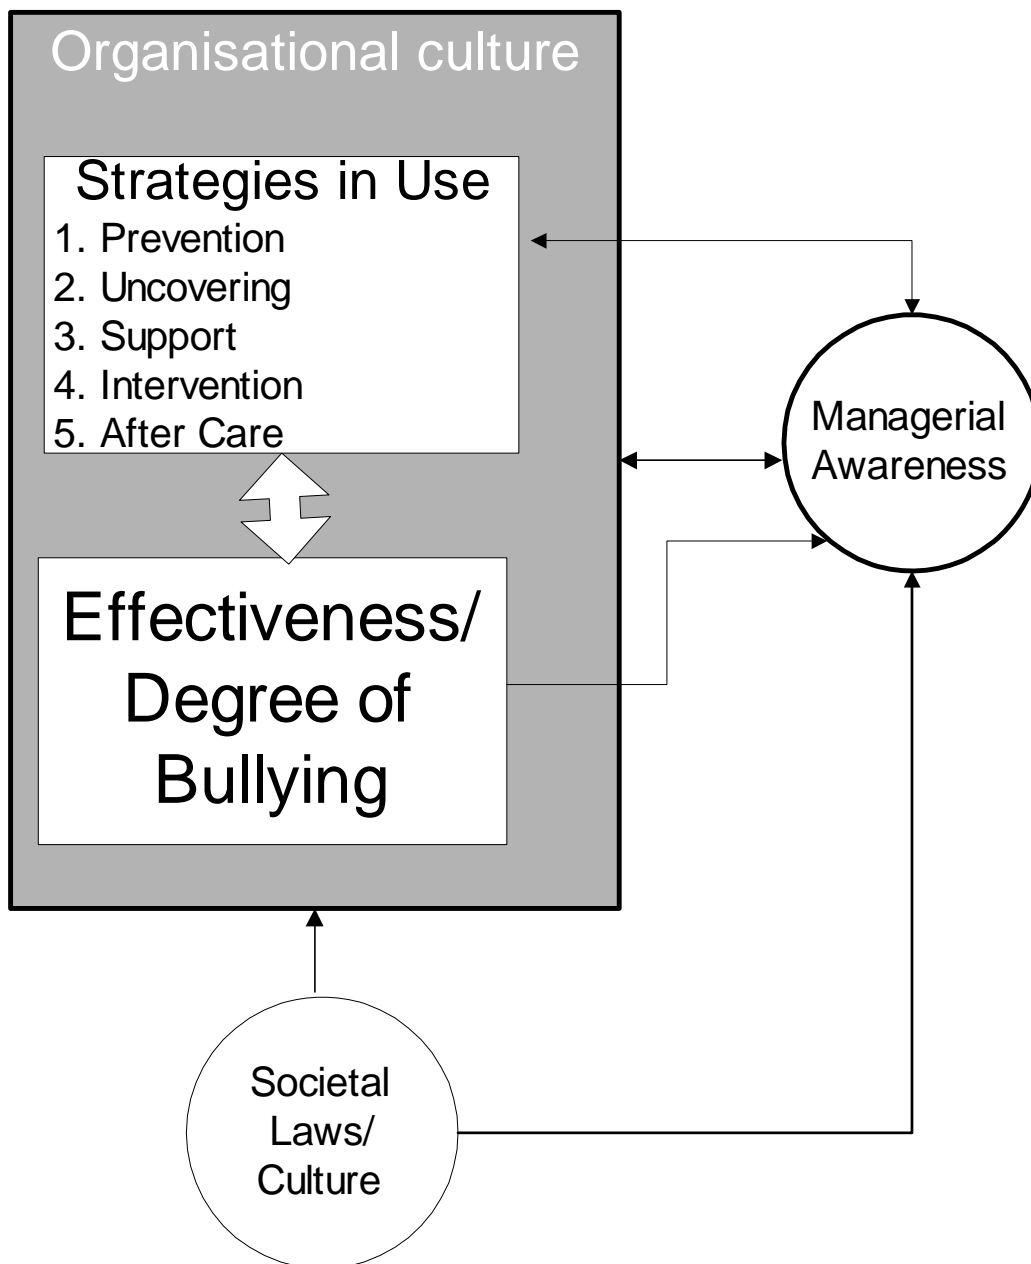 Organisational culture
Strategies in Use
1. Prevention
2. Uncovering
3. Support
4. Intervention
5. After Care
Managerial
Awareness
Effectiveness/
Degree of
Bullying
Societal
Laws/
Culture